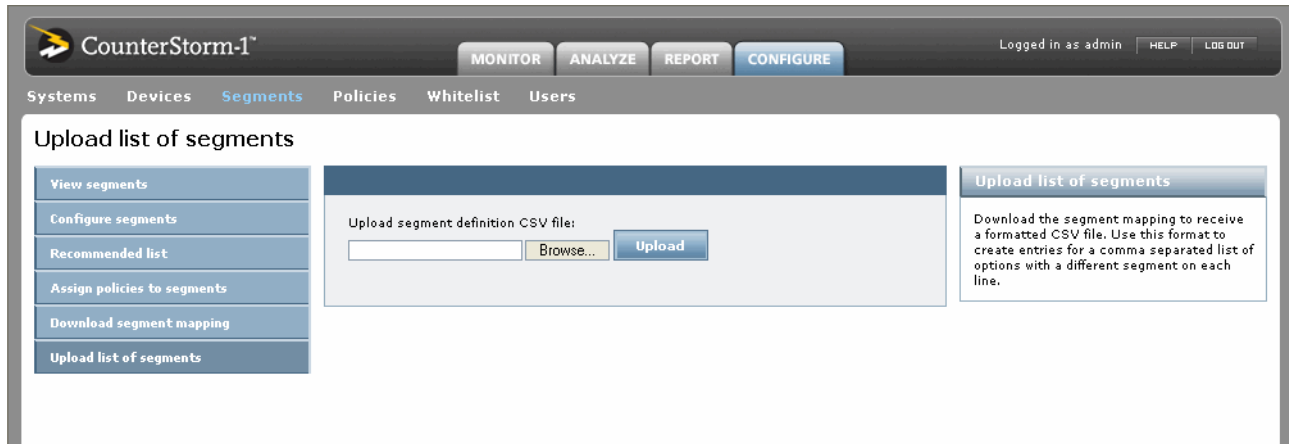 CounterStorm-1™
MONITOR ANALYZE REPORT CONFIGURE
Logged in as admin HELP LOG OUT
Systems Devices Segments Policies Whitelist Users
Upload list of segments
View segments
Configure segments
Recommended list
Assign policies to segments
Download segment mapping
Upload list of segments
Upload segment definition CSV file:
Browse... Upload
Upload list of segments
Download the segment mapping to receive
a formatted CSV file. Use this format to
create entries for a comma separated list of
options with a different segment on each
line.